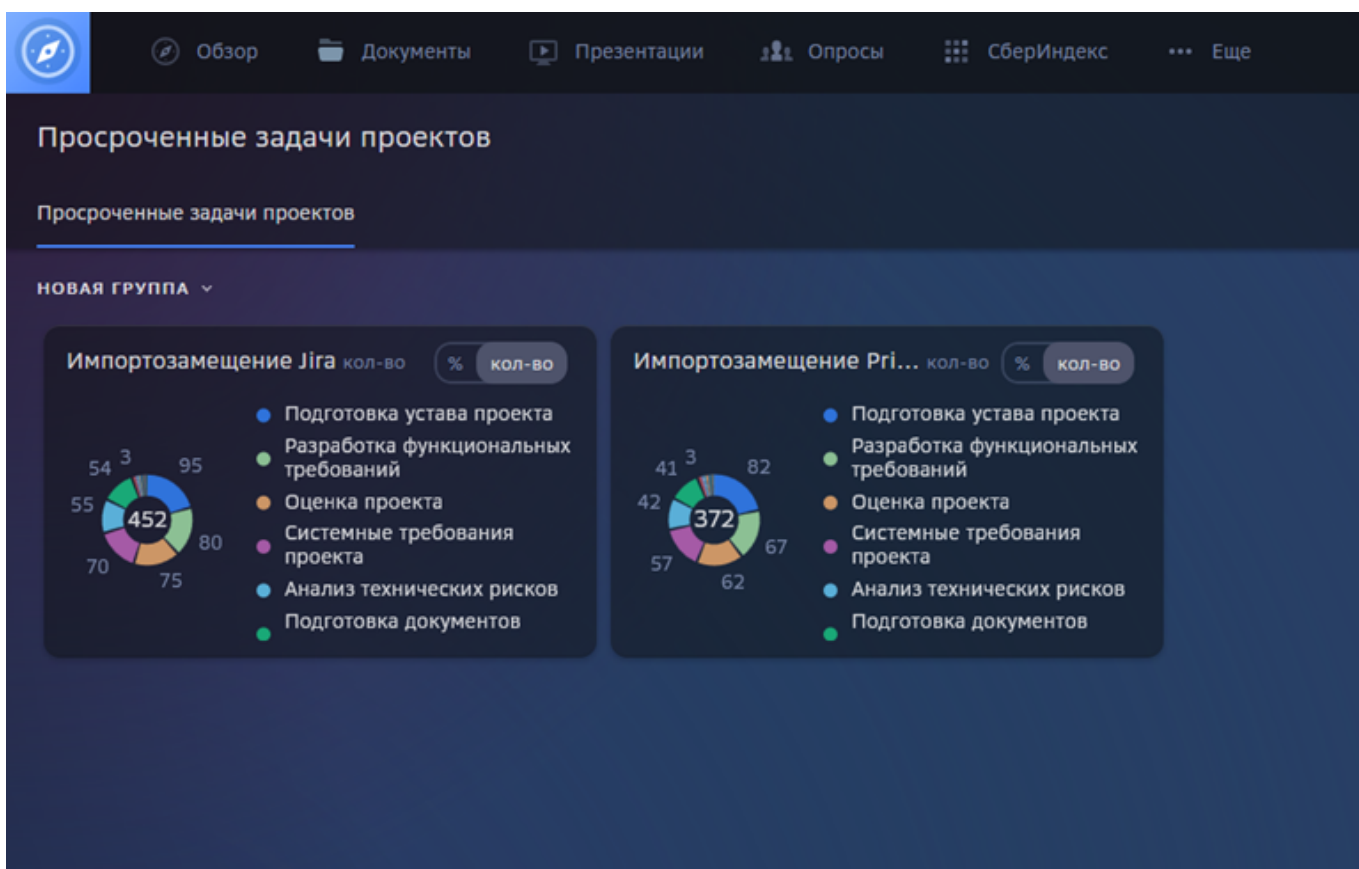 Обзор
Документы
Презентации
Опросы
СберИндекс
Еще
Просроченные задачи проектов
Просроченные задачи проектов
НОВАЯ ГРУППА
Импортозамещение Jira кол-во % кол-во
Подготовка устава проекта
Разработка функциональных
требований
Оценка проекта
Системные требования
проекта
Анализ технических рисков
Подготовка документов
54 3 95
55 452
80
70
75
Импортозамещение Pri... кол-во % кол-во
Подготовка устава проекта
Разработка функциональных
требований
Оценка проекта
Системные требования
проекта
Анализ технических рисков
Подготовка документов
41 3 82
42 372
67
57
62